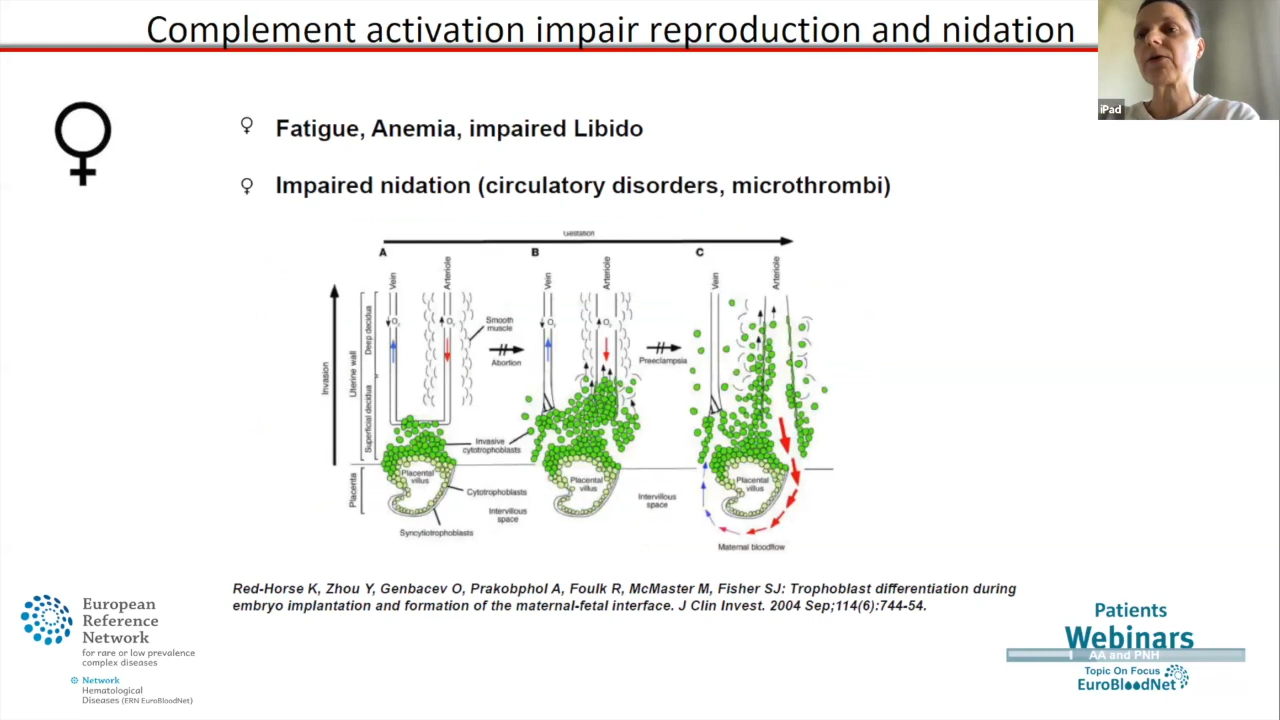 Complement activation impair reproduction and nidation
iPad
♀ Fatigue, Anemia, impaired Libido
♀ Impaired nidation (circulatory disorders, microthrombi)
Gestation
A
B
C
Vein
Arteriole
Vein
Arteriole
Vein
Arteriole
Invasion
Uterine wall
Deep decidua
Superficial decidua
Placenta
O2
O2
O2
O2
Smooth
muscle
Abortion
Preeclampsia
Invasive
cytotrophoblasts
Placental
villus
Placental
villus
Placental
villus
Cytotrophoblasts
Intervillous
space
Intervillous
space
Syncytiotrophoblasts
Maternal bloodflow
Red-Horse K, Zhou Y, Genbacev O, Prakobphol A, Foulk R, McMaster M, Fisher SJ: Trophoblast differentiation during
embryo implantation and formation of the maternal-fetal interface. J Clin Invest. 2004 Sep;114(6):744-54.
European
Reference
Network
for rare or low prevalence
complex diseases
Network
Hematological
Diseases (ERN EuroBloodNet)
Patients
Webinars
AA and PNH
Topic On Focus
EuroBloodNet